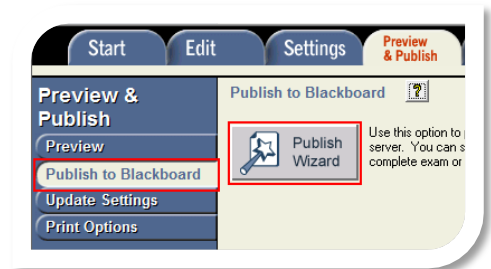 Start
Edit
Settings
Preview
& Publish
Preview &
Publish
Preview
Publish to Blackboard
Update Settings
Print Options
Publish to Blackboard
?
Publish
Wizard
Use this option to
server. You can s
complete exam or